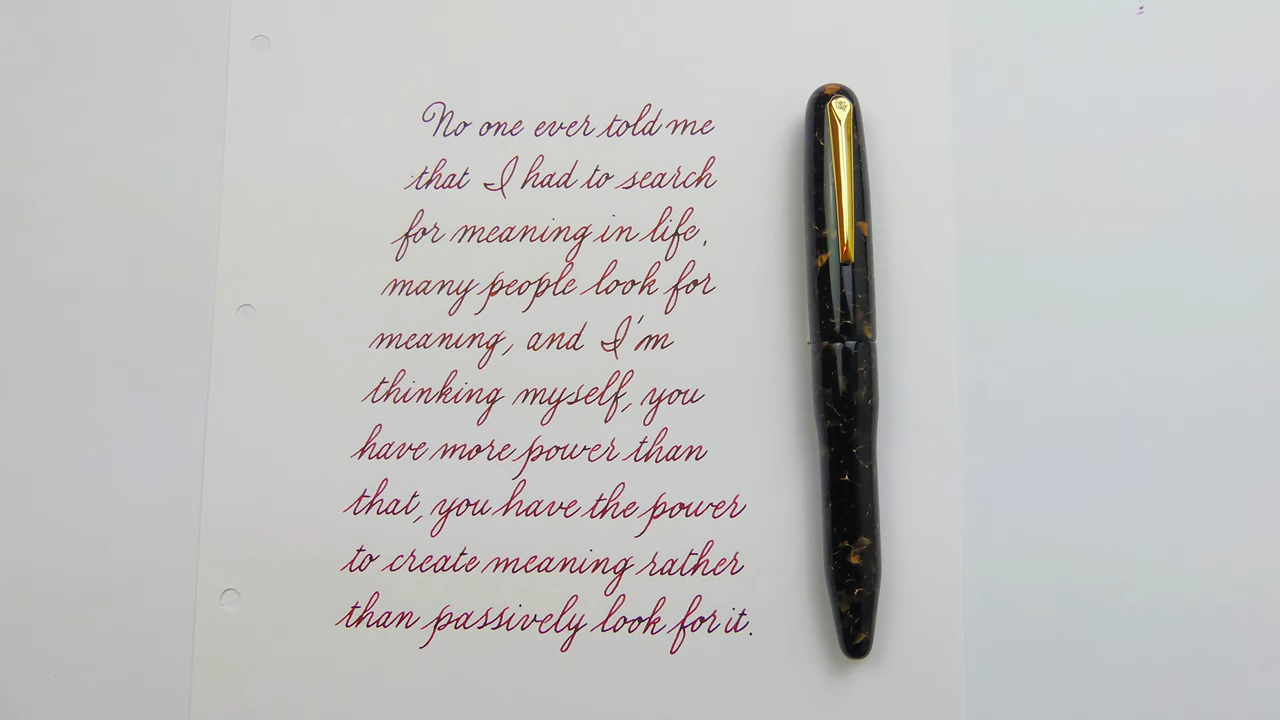 No one ever told me
that I had to search
for meaning in life,
many people look for
meaning, and I'm
thinking myself, you
have more power than
that, you have the power
to create meaning rather
than passively look for it.